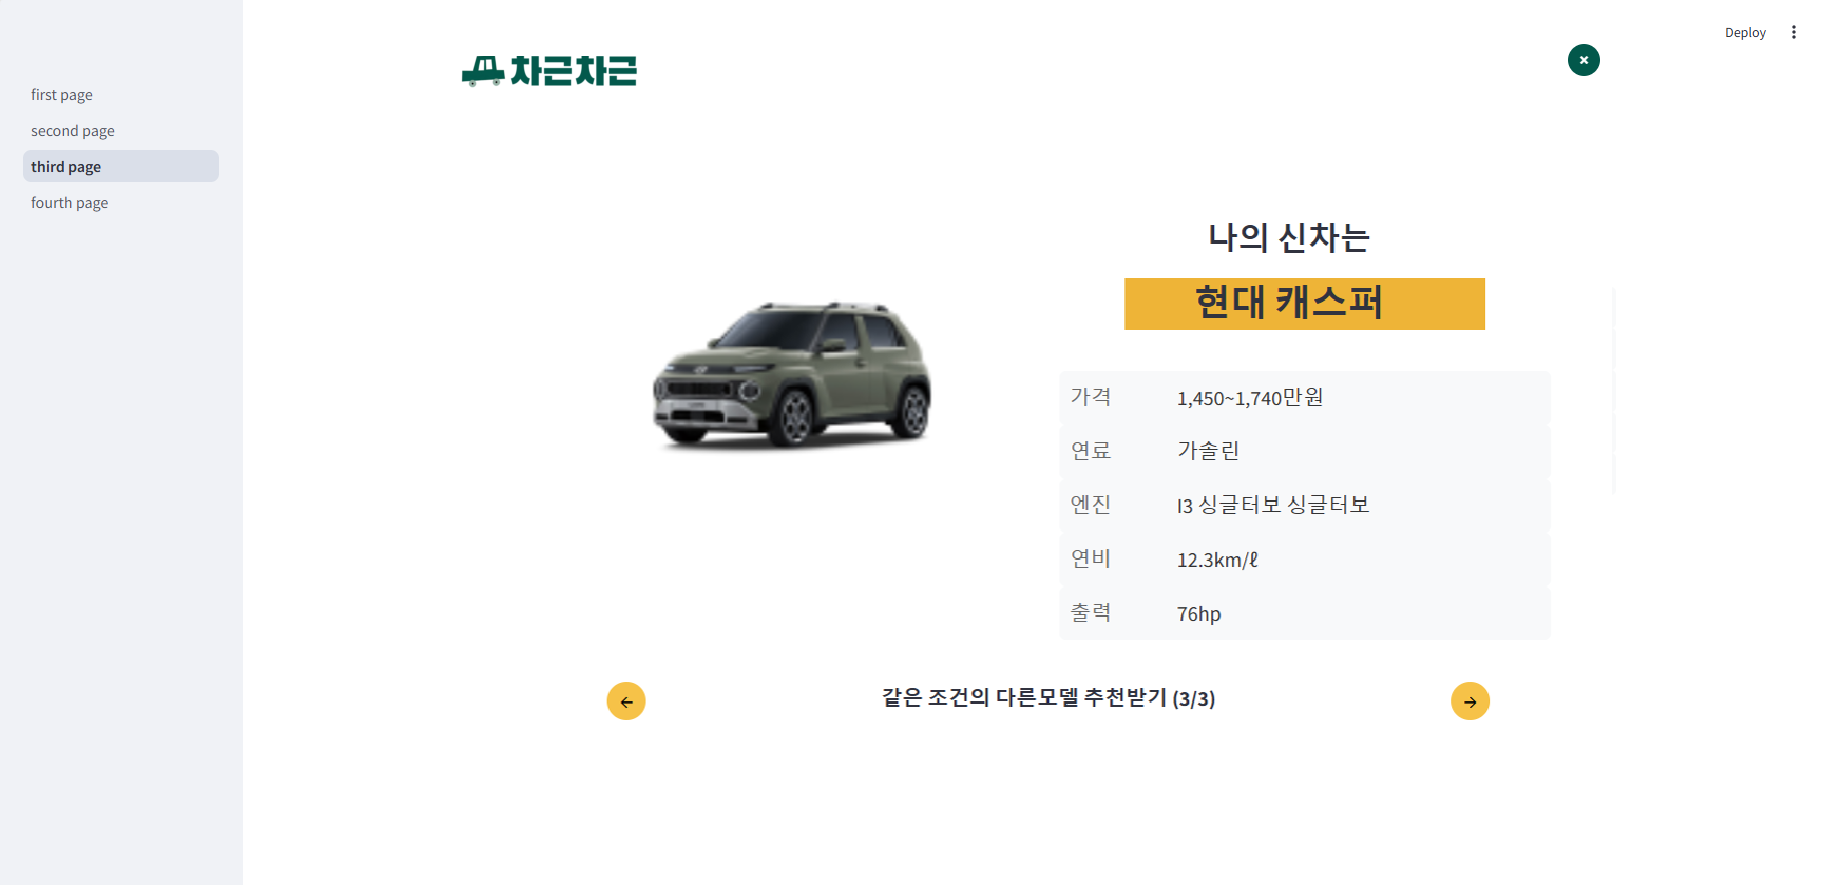 Deploy
차근차근
first page
second page
third page
fourth page
나의 신차는
현대 캐스퍼
가격 1,450~1,740만원
연료 가솔린
엔진 I3 싱글터보 싱글터보
연비 12.3km/ℓ
출력 76hp
같은 조건의 다른모델 추천받기 (3/3)